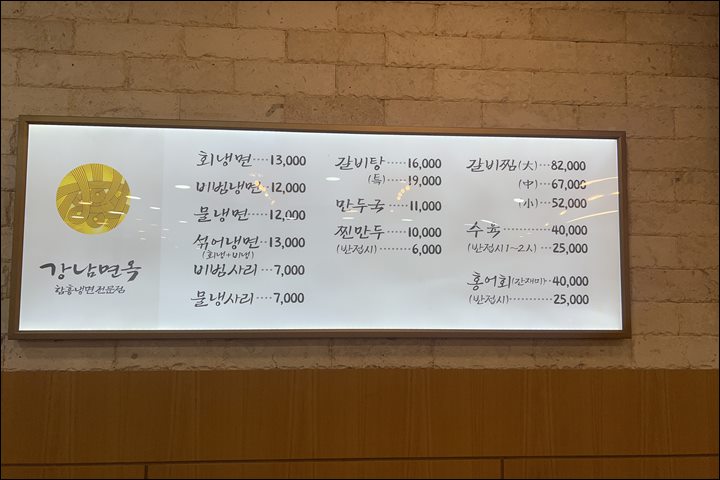 강남면옥
함흥냉면전문점
회냉면····13,000
비빔냉면··12,000
물냉면····12,000
섞어냉면··13,000
(회냉+비냉)
비빔사리··7,000
물냉사리····7,000
갈비탕·····16,000
(특)····19,000
만두국·····11,000
찐만두·····10,000
(반접시)·······6,000
갈비찜(大)···82,000
(中)····67,000
(小)····52,000
수육··········40,000
(반접시1~2人)···25,000
홍어회(간재미)··40,000
(반접시)··········25,000